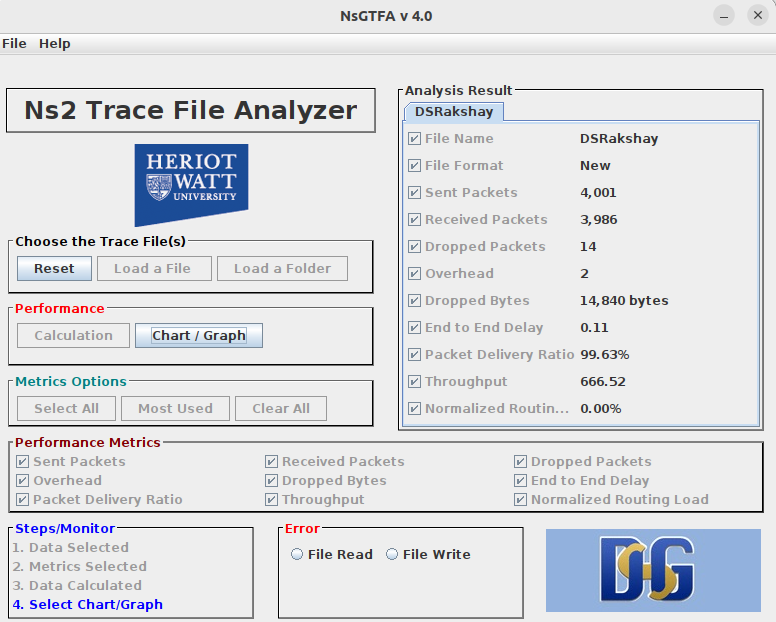 NsGTFA v 4.0
File Help
Ns2 Trace File Analyzer
HERIOT
WATT
UNIVERSITY
Choose the Trace File(s)
Reset Load a File Load a Folder
Performance
Calculation Chart / Graph
Metrics Options
Select All Most Used Clear All
Analysis Result
DSRakshay
File Name DSRakshay
File Format New
Sent Packets 4,001
Received Packets 3,986
Dropped Packets 14
Overhead 2
Dropped Bytes 14,840 bytes
End to End Delay 0.11
Packet Delivery Ratio 99.63%
Throughput 666.52
Normalized Routin... 0.00%
Performance Metrics
Sent Packets Received Packets Dropped Packets
Overhead Dropped Bytes End to End Delay
Packet Delivery Ratio Throughput Normalized Routing Load
Steps/Monitor
1. Data Selected
2. Metrics Selected
3. Data Calculated
4. Select Chart/Graph
Error
File Read File Write
DSG